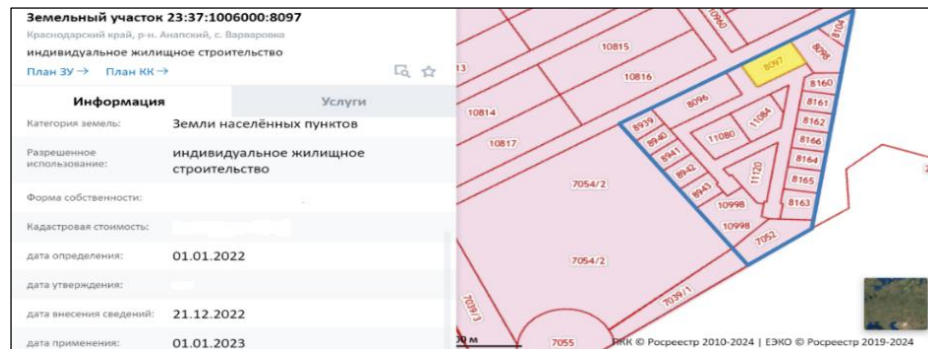 Земельный участок 23:37:1006000:8097
Краснодарский край, р-н. Анапский, с. Варваровка
индивидуальное жилищное строительство
План ЗУ → План КК →
Информация Услуги
Категория земель: Земли населённых пунктов
Разрешенное использование: индивидуальное жилищное
строительство
Форма собственности:
Кадастровая стоимость:
дата определения: 01.01.2022
дата утверждения:
дата внесения сведений: 21.12.2022
дата применения: 01.01.2023
10960
8104
10815
8098
8097
13
10816
8160
8096
8161
10814
8939
11084
8162
8940
11080
8166
10817
8941
8164
8942
11120
8165
7054/2
8943
8163
10998
10998
7052
7054/2
7039/1
7039/3
7055
м
© Росреестр 2010-2024 | ЕЭКО © Росреестр 2019-2024